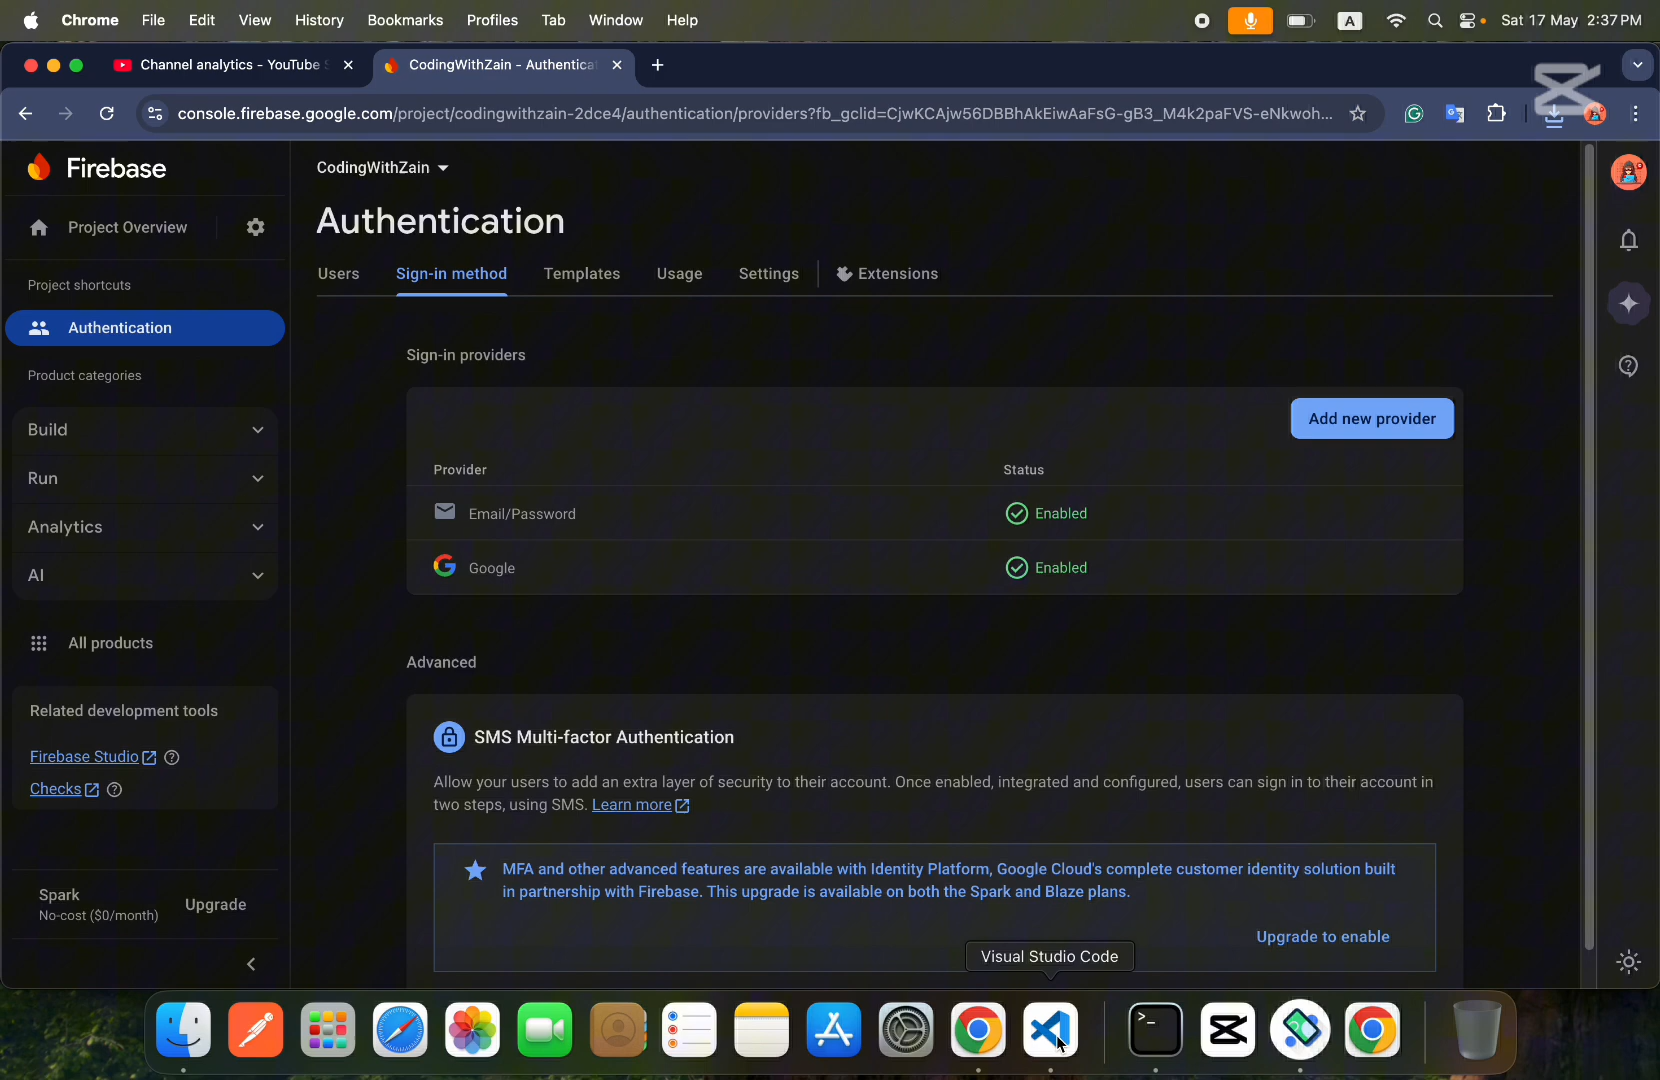 Chrome File Edit View History Bookmarks Profiles Tab Window Help
A Sat 17 May 2:37 PM
Channel analytics - YouTube S
CodingWithZain - Authentica
console.firebase.google.com/project/codingwithzain-2dce4/authentication/providers?fb_gclid=CjwKCAjw56DBBhAkEiwAaFsG-gB3_M4k2paFVS-eNkwoh...
Firebase
Project Overview
Project shortcuts
Authentication
Product categories
Build
Run
Analytics
AI
All products
Related development tools
Firebase Studio
Checks
Spark
No-cost ($0/month)
Upgrade
CodingWithZain
Authentication
Users Sign-in method Templates Usage Settings Extensions
Sign-in providers
Add new provider
Provider Status
Email/Password Enabled
Google Enabled
Advanced
SMS Multi-factor Authentication
Allow your users to add an extra layer of security to their account. Once enabled, integrated and configured, users can sign in to their account in
two steps, using SMS. Learn more
MFA and other advanced features are available with Identity Platform, Google Cloud's complete customer identity solution built
in partnership with Firebase. This upgrade is available on both the Spark and Blaze plans.
Upgrade to enable
Visual Studio Code